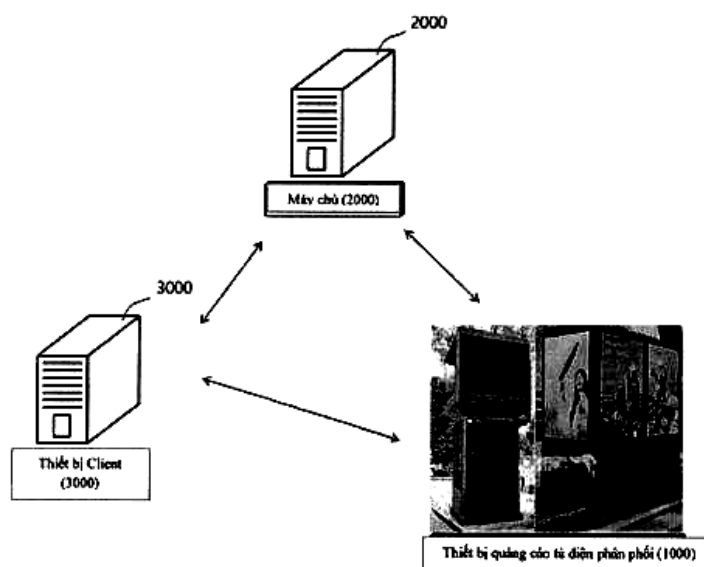 2000
Máy chủ (2000)
3000
Thiết bị Client
(3000)
Thiết bị quảng cáo tủ điện phân phối (1000)